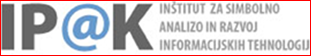 IP@K
INŠTITUT ZA SIMBOLNO
ANALIZO IN RAZVOJ
INFORMACIJSKIH TEHNOLOGIJ